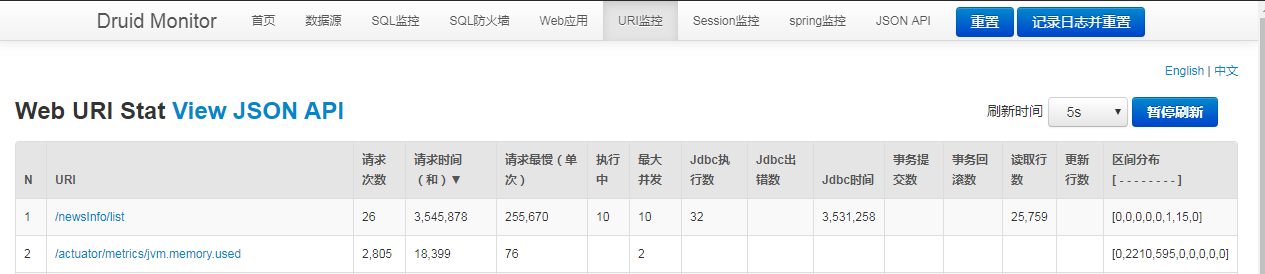 Druid Monitor 首页 数据源 SQL监控 SQL防火墙 Web应用 URI监控 Session监控 spring监控 JSON API 重置 记录日志并重置
English | 中文
Web URI Stat View JSON API 刷新时间 5s 暂停刷新
N URI 请求次数 请求时间（和）▼ 请求最慢（单次） 执行中 最大并发 Jdbc执行数 Jdbc出错数 Jdbc时间 事务提交数 事务回滚数 读取行数 更新行数 区间分布 [ - - - - - - - - ]
1 /newsInfo/list 26 3,545,878 255,670 10 10 32 3,531,258 25,759 [0,0,0,0,0,1,15,0]
2 /actuator/metrics/jvm.memory.used 2,805 18,399 76 2 [0,2210,595,0,0,0,0,0]